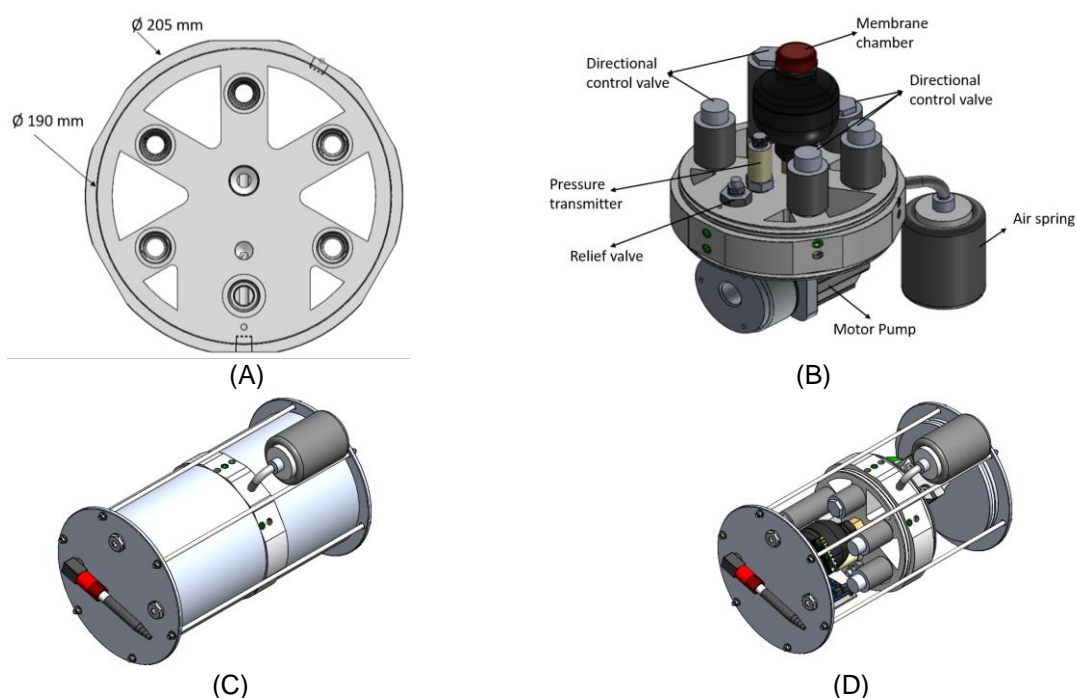 Ø 205 mm
Ø 190 mm
(A)
Membrane
chamber
Directional
control valve
Directional
control valve
Pressure
transmitter
Relief valve
Air spring
Motor Pump
(B)
(C)
(D)